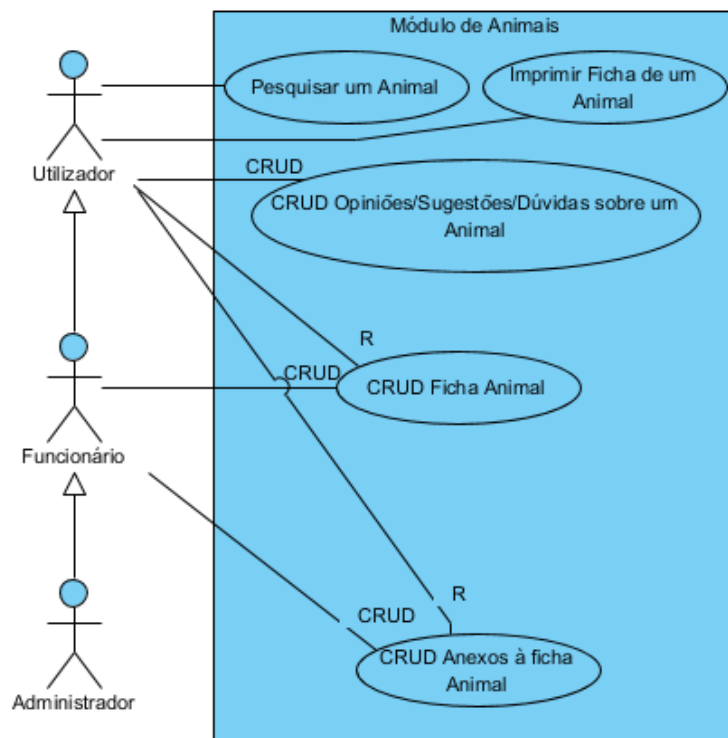 Módulo de Animais
Pesquisar um Animal
Imprimir Ficha de um
Animal
Utilizador
CRUD
CRUD Opiniões/Sugestões/Dúvidas sobre um
Animal
R
CRUD
CRUD Ficha Animal
Funcionário
R
CRUD
CRUD Anexos à ficha
Animal
Administrador